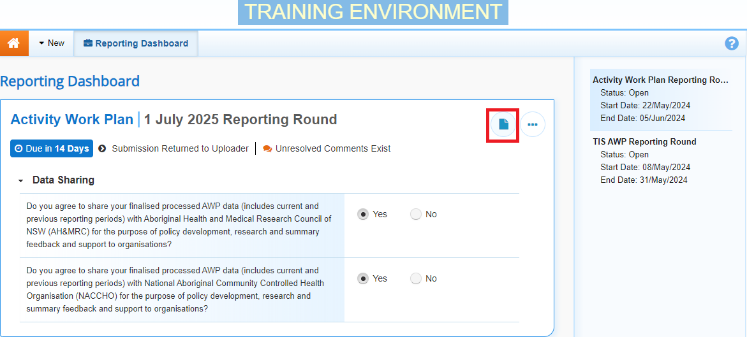 TRAINING ENVIRONMENT
New
Reporting Dashboard
Reporting Dashboard
Activity Work Plan | 1 July 2025 Reporting Round
Due in 14 Days
Submission Returned to Uploader
Unresolved Comments Exist
Data Sharing
Do you agree to share your finalised processed AWP data (includes current and
previous reporting periods) with Aboriginal Health and Medical Research Council of
NSW (AH&MRC) for the purpose of policy development, research and summary
feedback and support to organisations?
Yes
No
Do you agree to share your finalised processed AWP data (includes current and
previous reporting periods) with National Aboriginal Community Controlled Health
Organisation (NACCHO) for the purpose of policy development, research and
summary feedback and support to organisations?
Yes
No
Activity Work Plan Reporting Ro...
Status: Open
Start Date: 22/May/2024
End Date: 05/Jun/2024
TIS AWP Reporting Round
Status: Open
Start Date: 08/May/2024
End Date: 31/May/2024